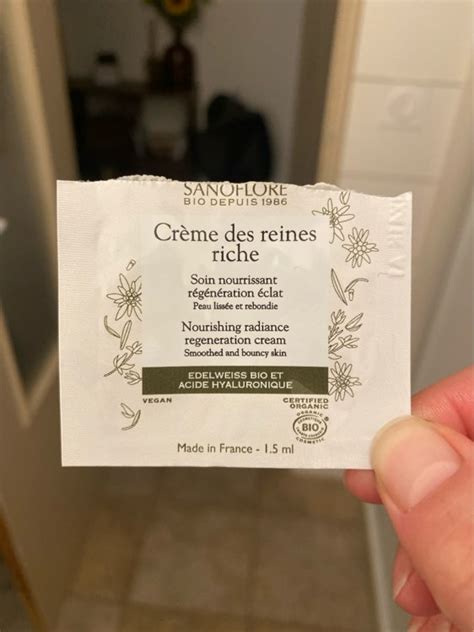 SANOFLORE
BIO DEPUIS 1986
Crème des reines
riche
Soin nourrissant
régénération éclat
Peau lissée et rebondie
Nourishing radiance
regeneration cream
Smoothed and bouncy skin
EDELWEISS BIO ET
ACIDE HYALURONIQUE
VEGAN
CERTIFIED
ORGANIC
BIO
Made in France - 1.5 ml